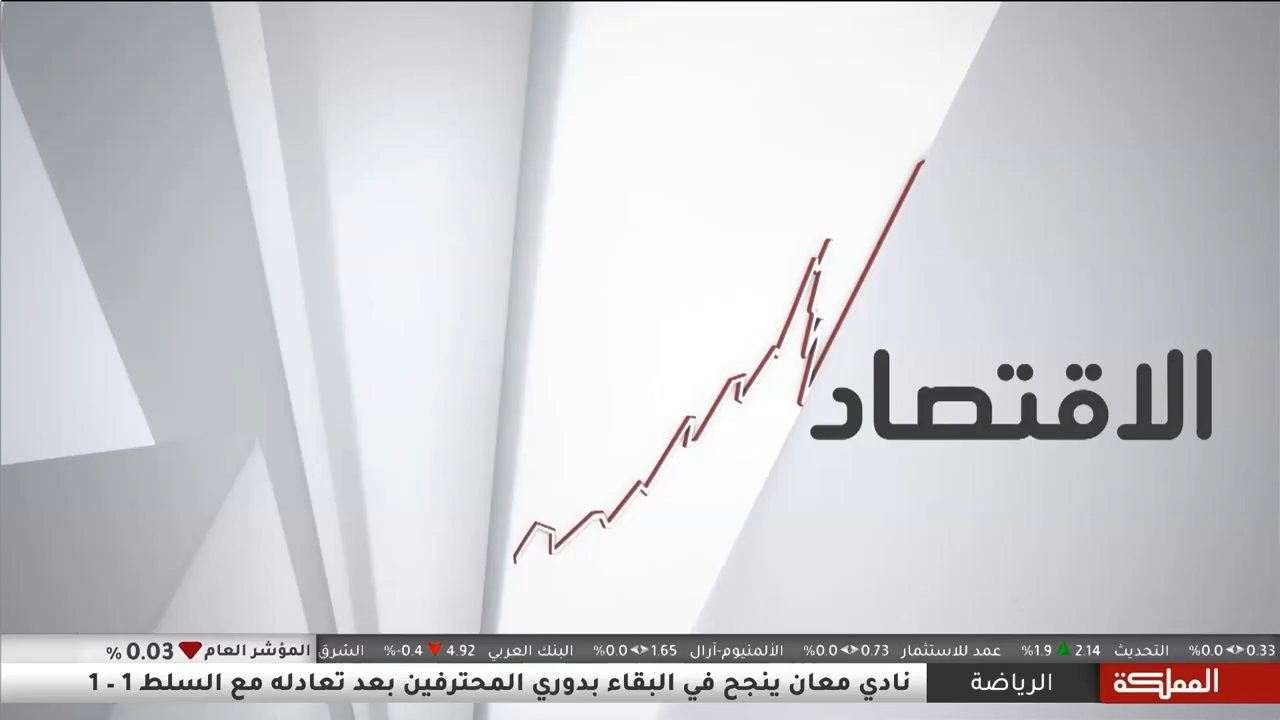 الاقتصاد
0.33 %0.0 التحديث 2.14 %1.9 عمد للاستثمار 0.73 %0.0 الألمنيوم-آرال 1.65 %0.0 البنك العربي 4.92 %-0.4 الشرق
المؤشر العام 0.03 %
المملكة الرياضة نادي معان ينجح في البقاء بدوري المحترفين بعد تعادله مع السلط 1 - 1